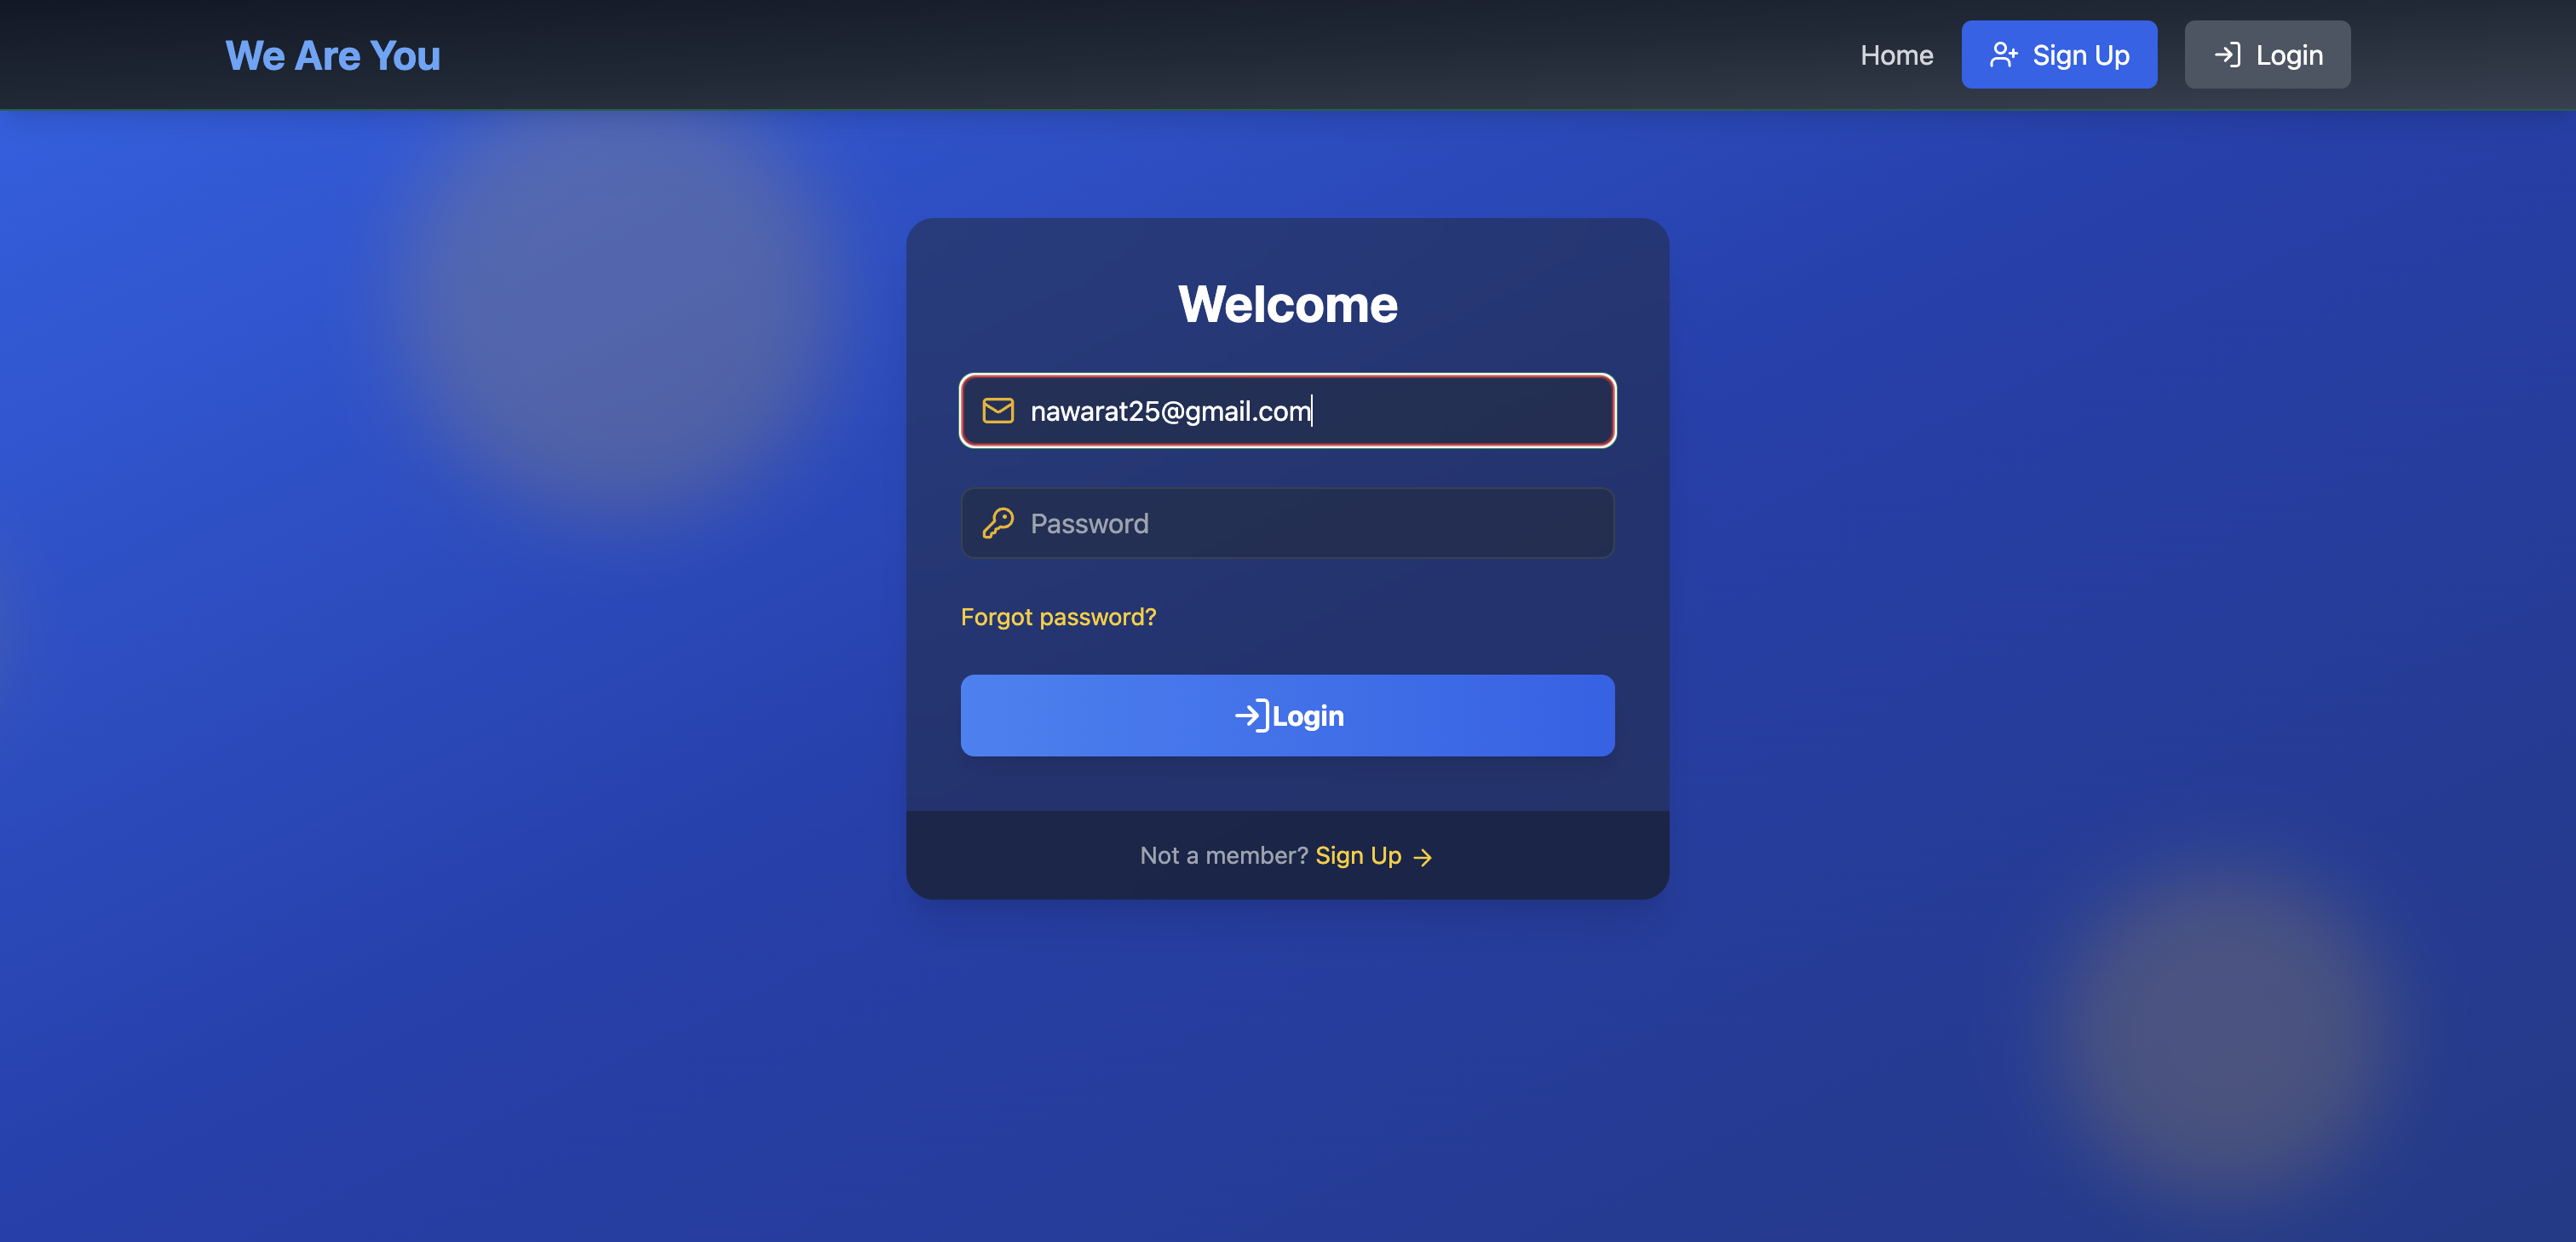 We Are You
Home
Sign Up
Login
Welcome
nawarat25@gmail.com
Password
Forgot password?
Login
Not a member? Sign Up →